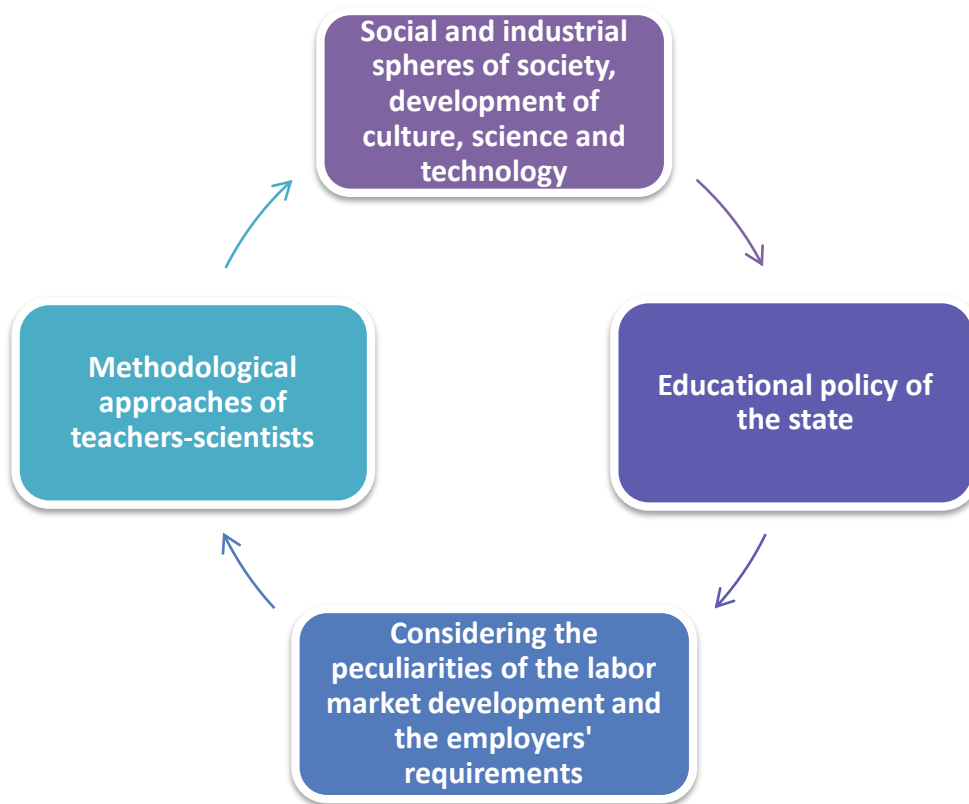 Social and industrial
spheres of society,
development of
culture, science and
technology
Educational policy of
the state
Considering the
peculiarities of the labor
market development and
the employers'
requirements
Methodological
approaches of
teachers-scientists